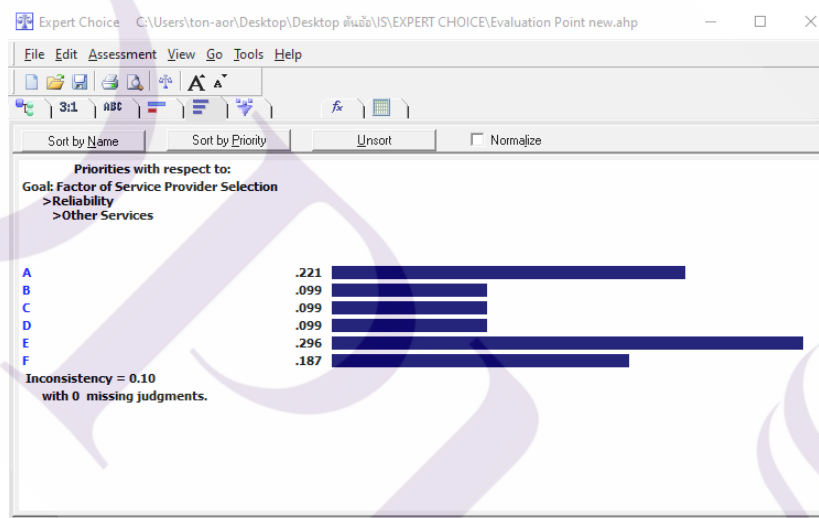 Expert Choice C:\Users\ton-aor\Desktop\Desktop ต้นอ้อ\IS\EXPERT CHOICE\Evaluation Point new.ahp
File Edit Assessment View Go Tools Help
A A
3:1 ABC fx
Sort by Name Sort by Priority Unsort Normalize
Priorities with respect to:
Goal: Factor of Service Provider Selection
>Reliability
>Other Services
A .221
B .099
C .099
D .099
E .296
F .187
Inconsistency = 0.10
with 0 missing judgments.